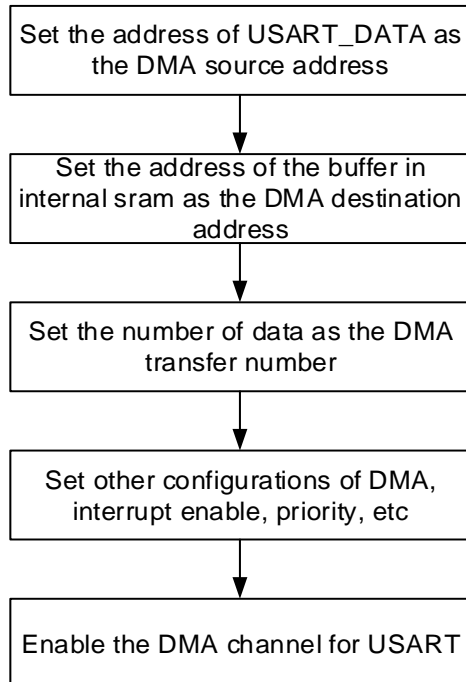 Set the address of USART_DATA as
the DMA source address
Set the address of the buffer in
internal sram as the DMA destination
address
Set the number of data as the DMA
transfer number
Set other configurations of DMA,
interrupt enable, priority, etc
Enable the DMA channel for USART